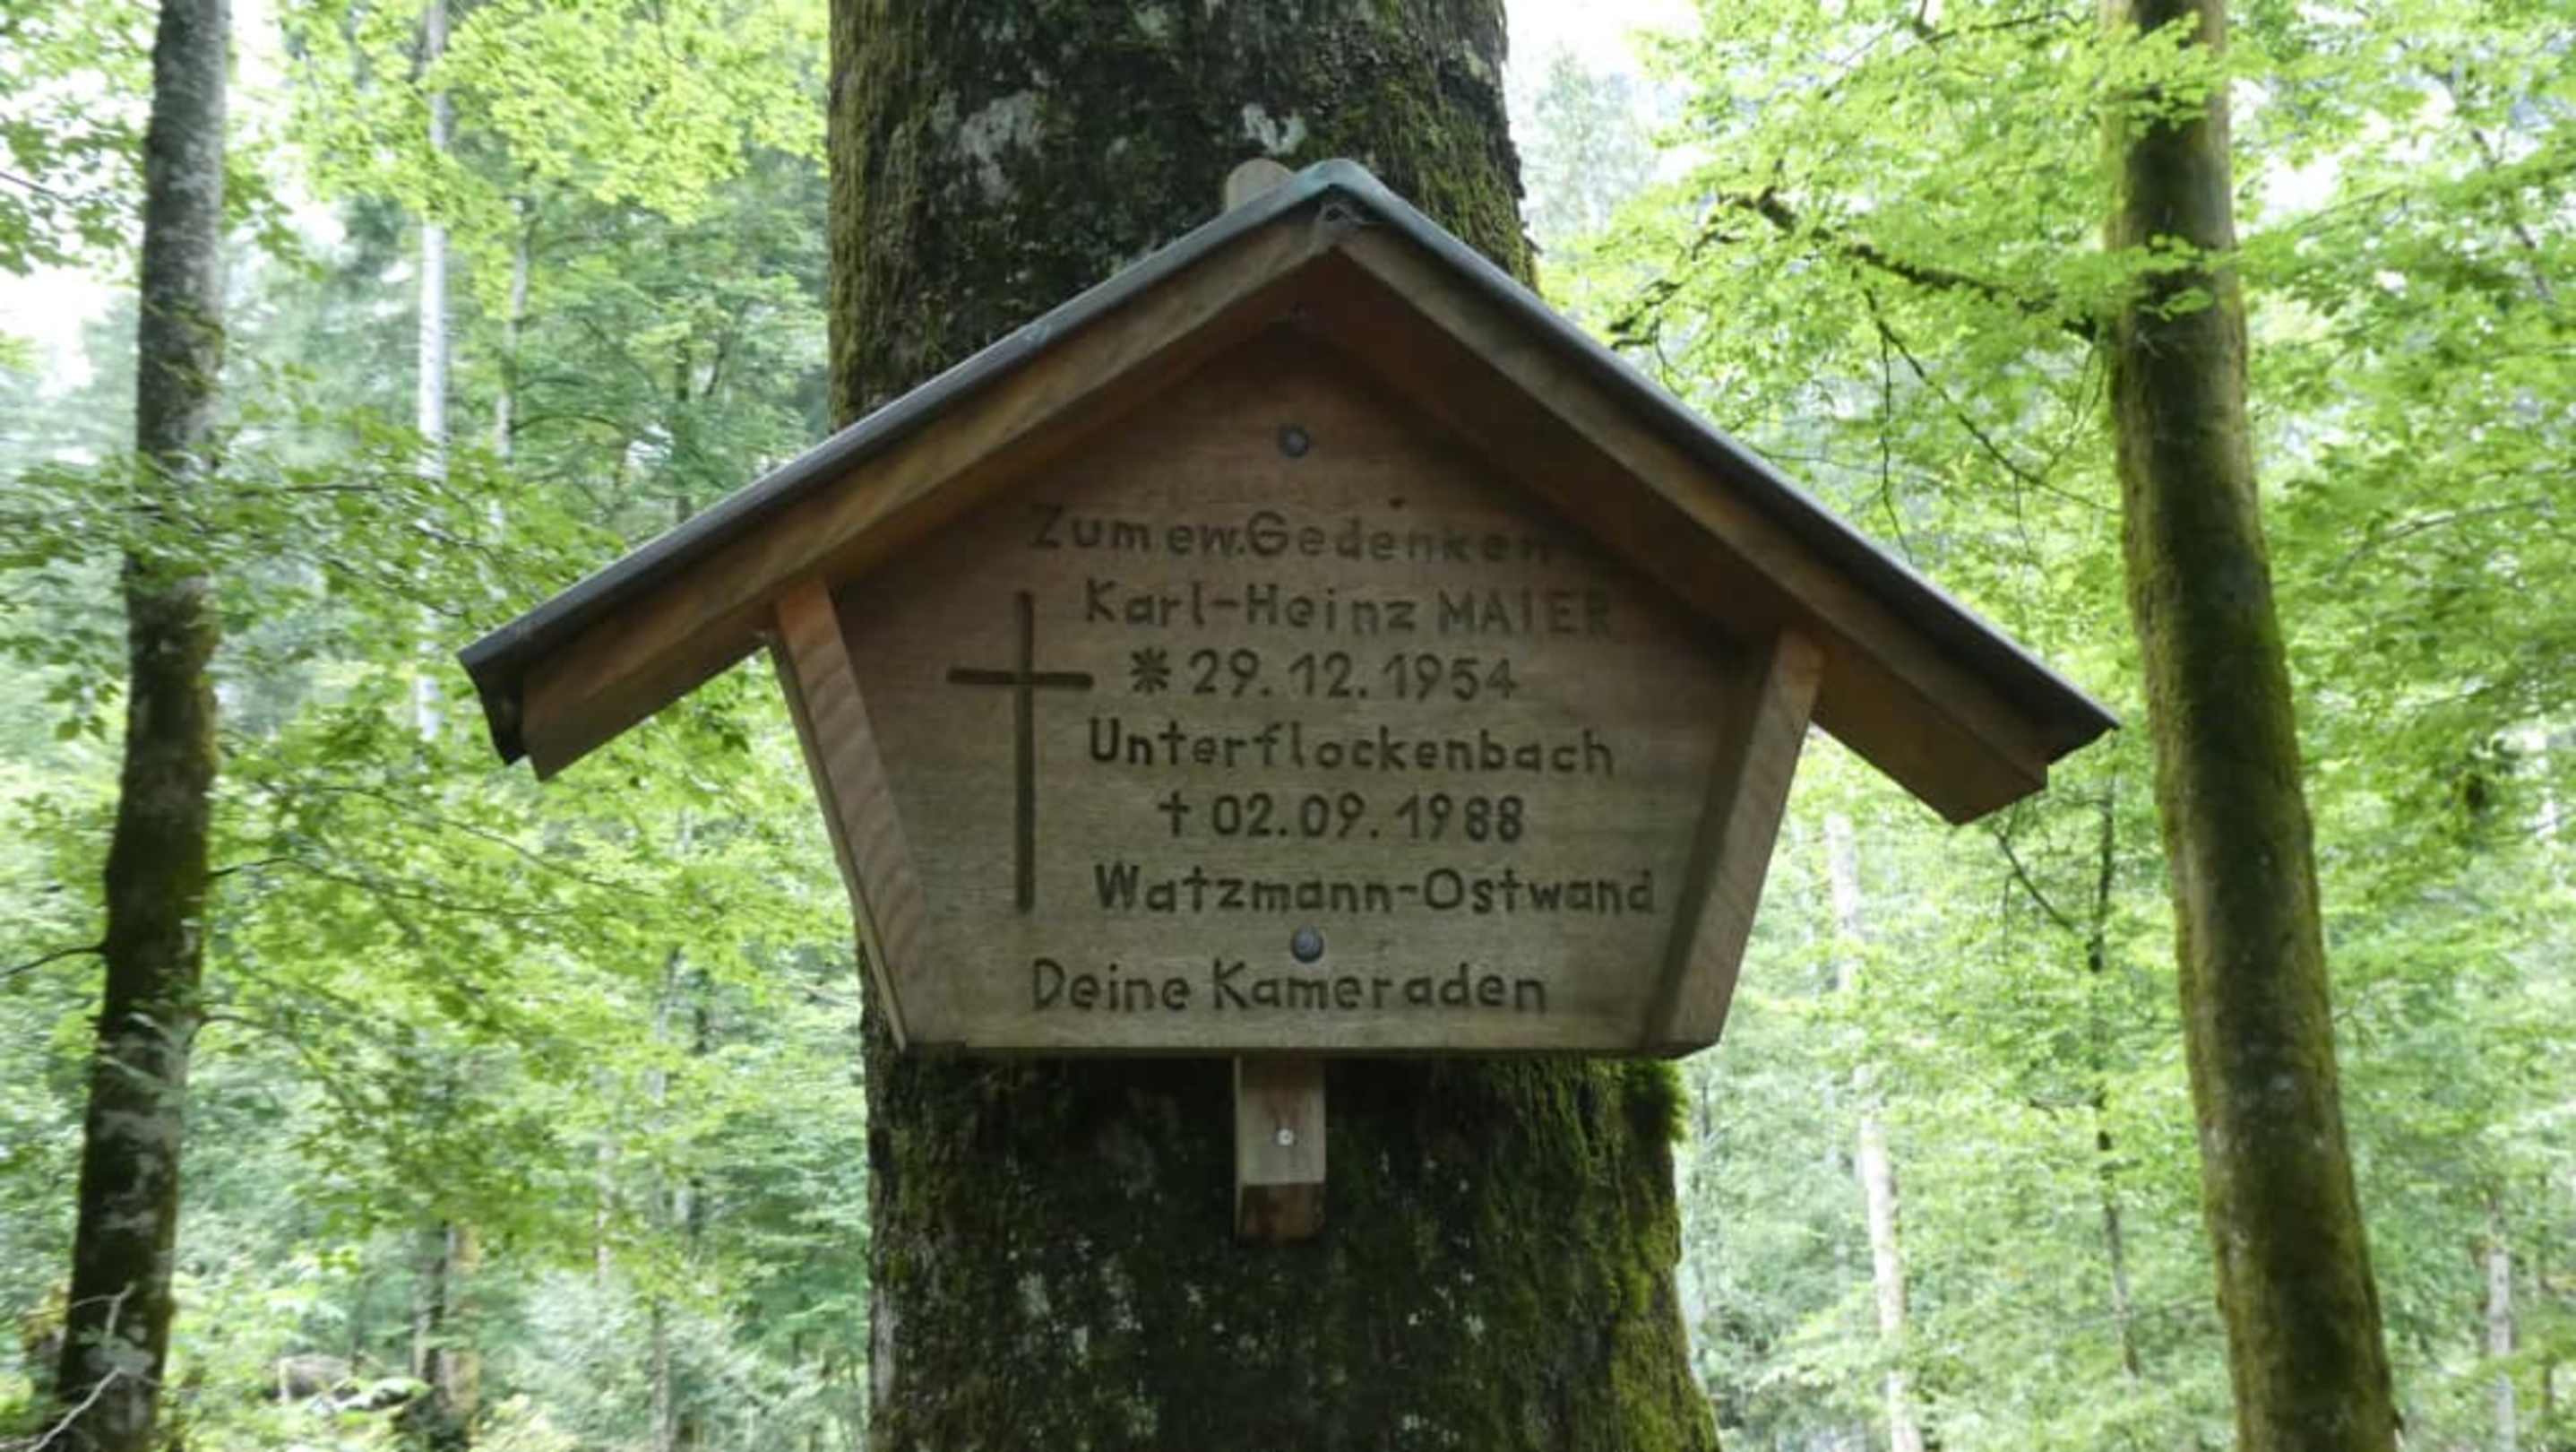 Zum ew. Gedenken
Karl-Heinz MAIER
* 29.12.1954
Unterflockenbach
† 02.09.1988
Watzmann-Ostwand
Deine Kameraden